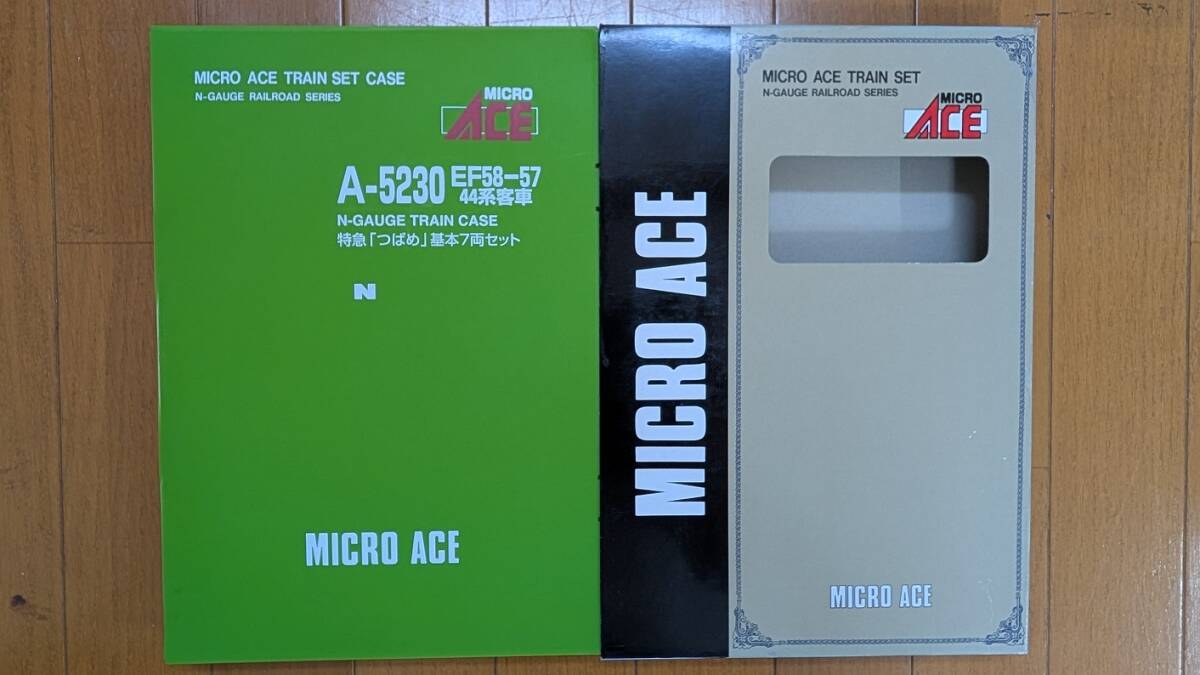 MICRO ACE TRAIN SET CASE
N-GAUGE RAILROAD SERIES
MICRO
ACE
A-5230 EF58-57
44系客車
N-GAUGE TRAIN CASE
特急「つばめ」基本7両セット
N
MICRO ACE
MICRO ACE
MICRO ACE TRAIN SET
N-GAUGE RAILROAD SERIES
MICRO
ACE
MICRO ACE